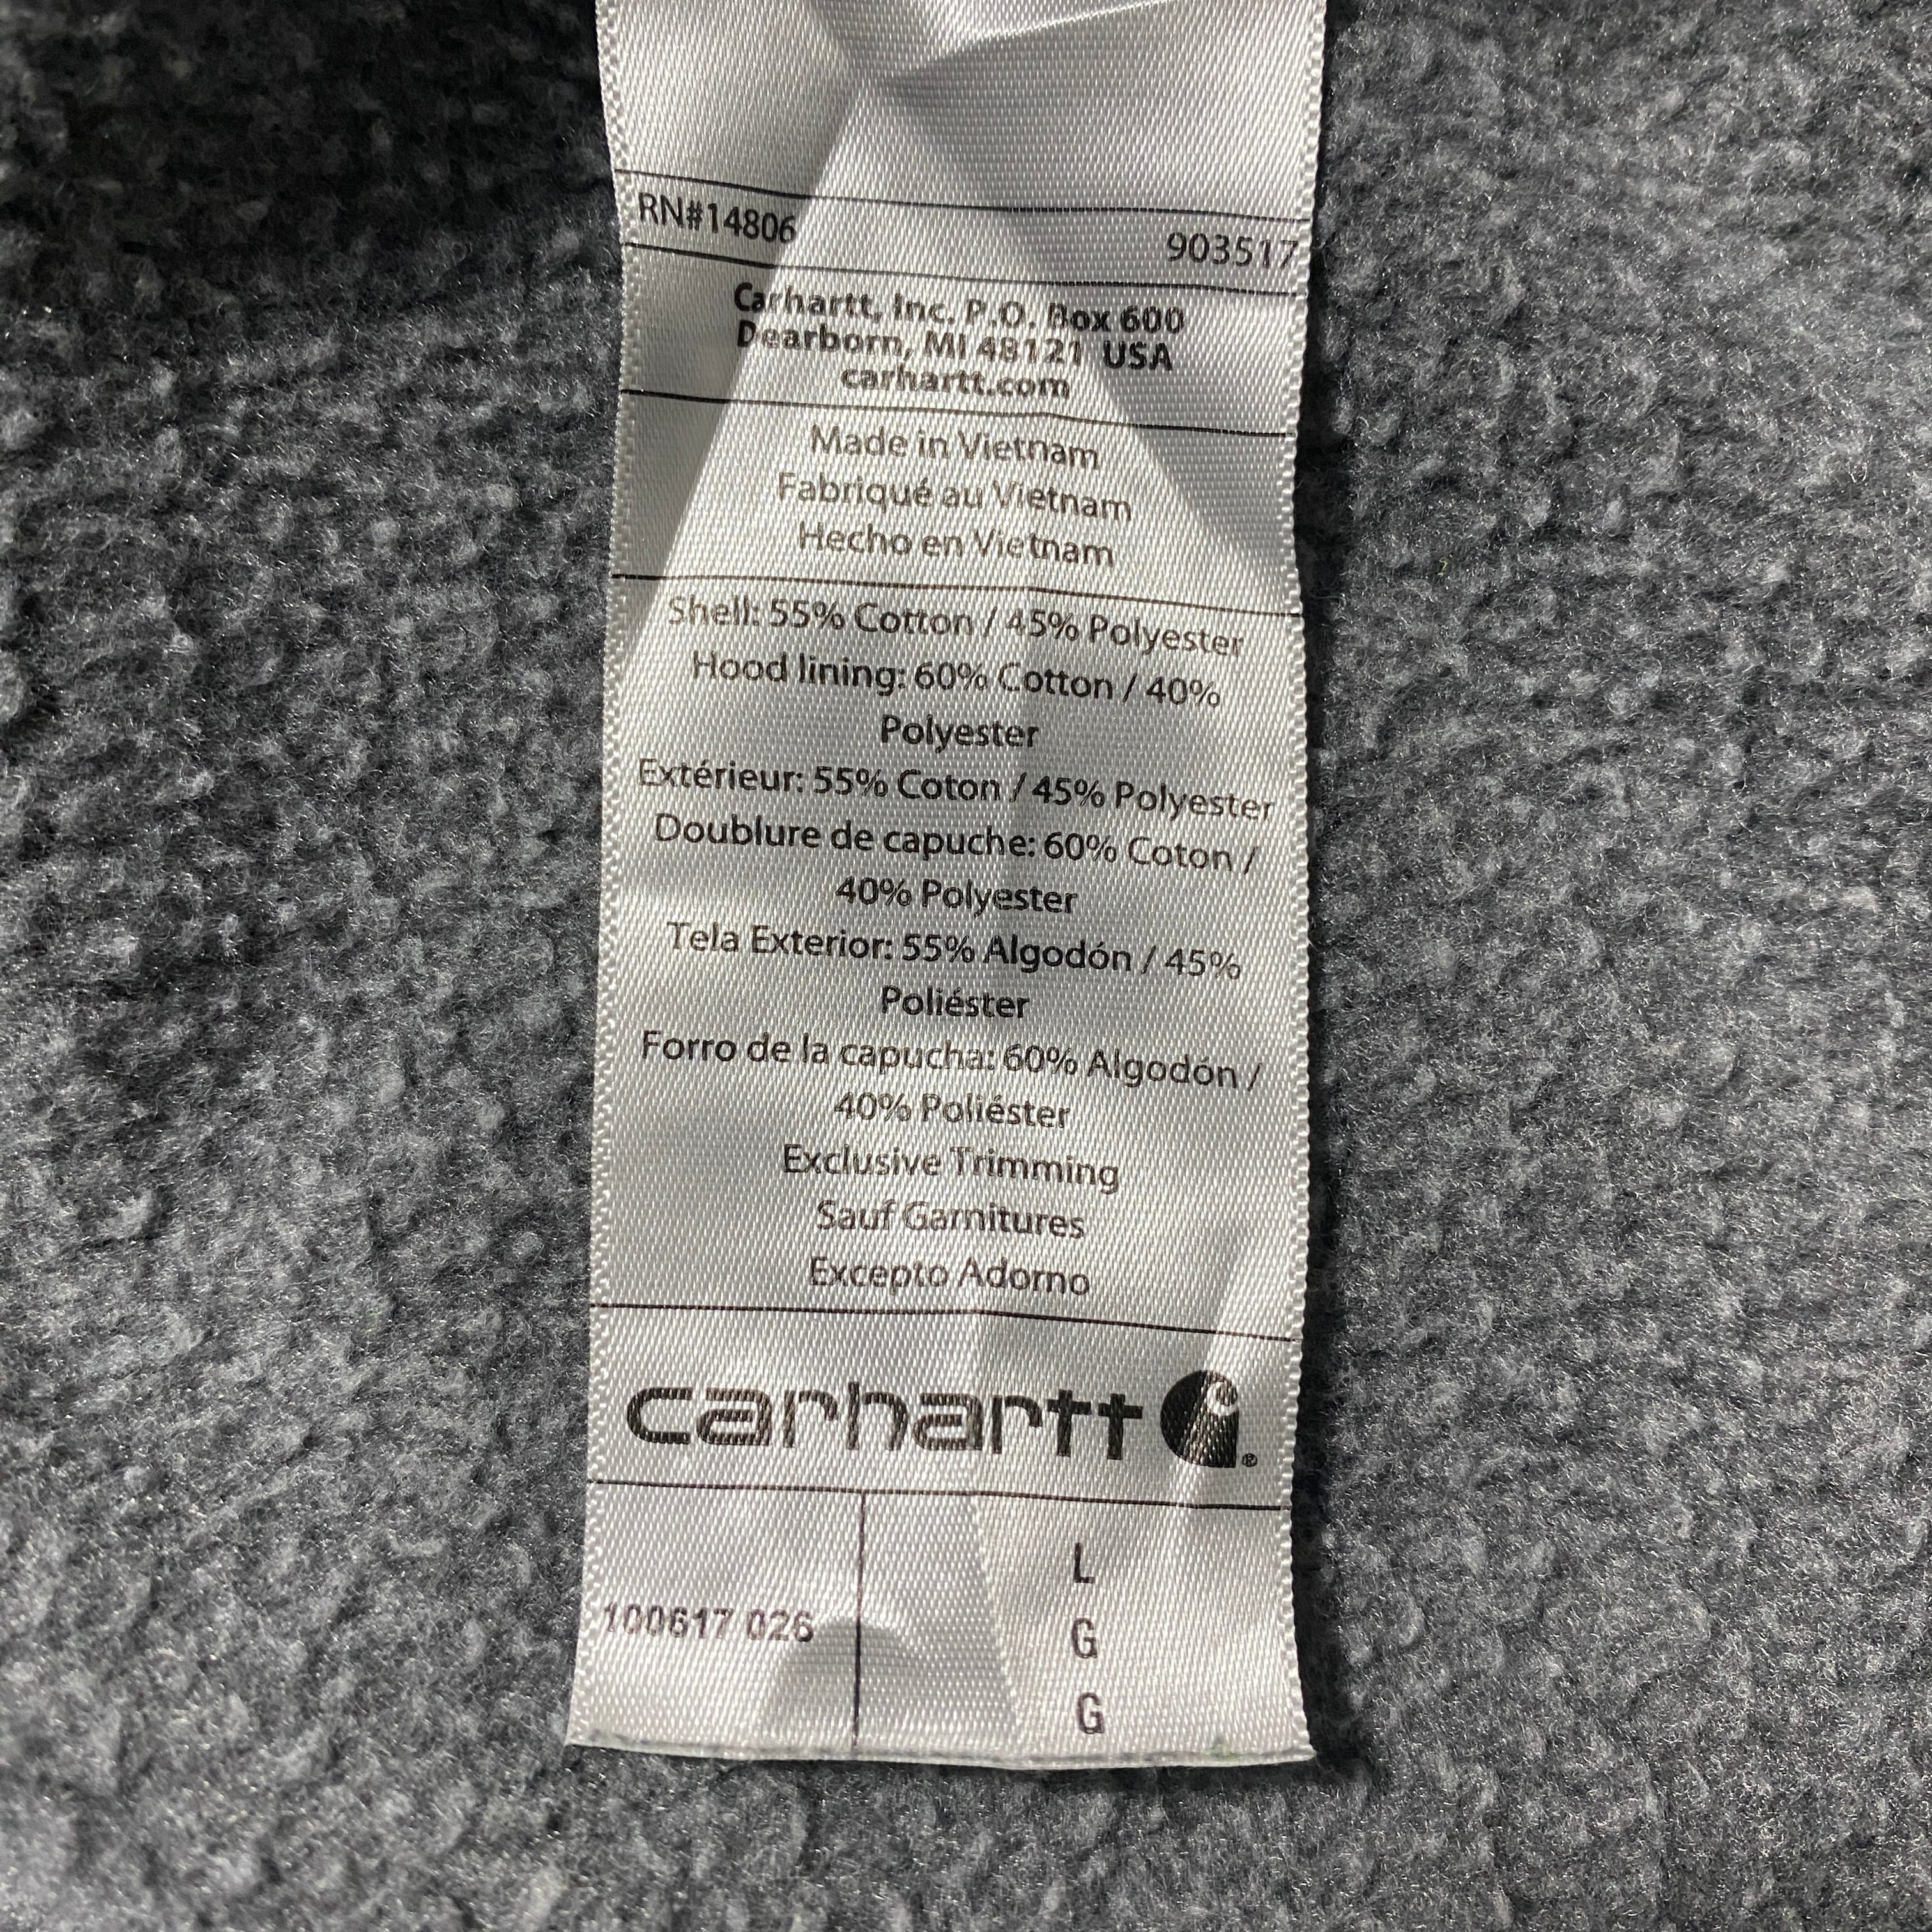 RN#14806
903517
Carhartt, Inc. P.O. Box 600
Dearborn, MI 48121 USA
carhartt.com
Made in Vietnam
Fabriqué au Vietnam
Hecho en Vietnam
Shell: 55% Cotton / 45% Polyester
Hood lining: 60% Cotton / 40%
Polyester
Extérieur: 55% Coton / 45% Polyester
Doublure de capuche: 60% Coton /
40% Polyester
Tela Exterior: 55% Algodón / 45%
Poliéster
Forro de la capucha: 60% Algodón /
40% Poliéster
Exclusive Trimming
Sauf Garnitures
Excepto Adorno
carhartt ®
100617 026
L
G
G